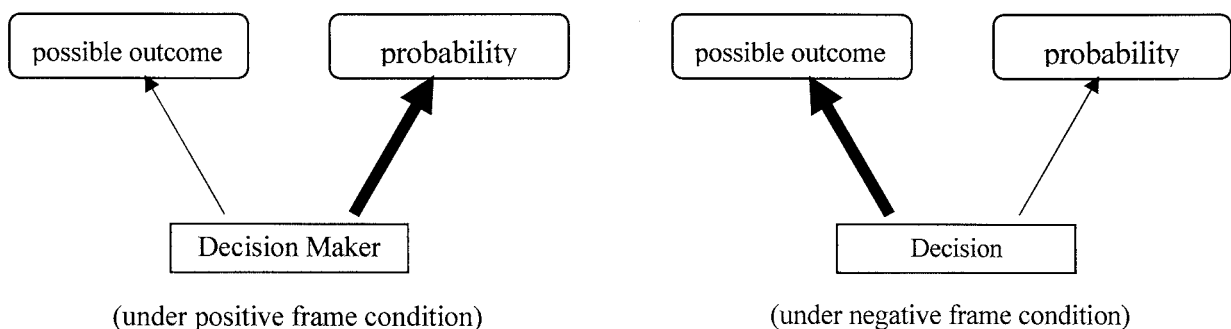 possible outcome
probability
Decision Maker
(under positive frame condition)
possible outcome
probability
Decision
(under negative frame condition)